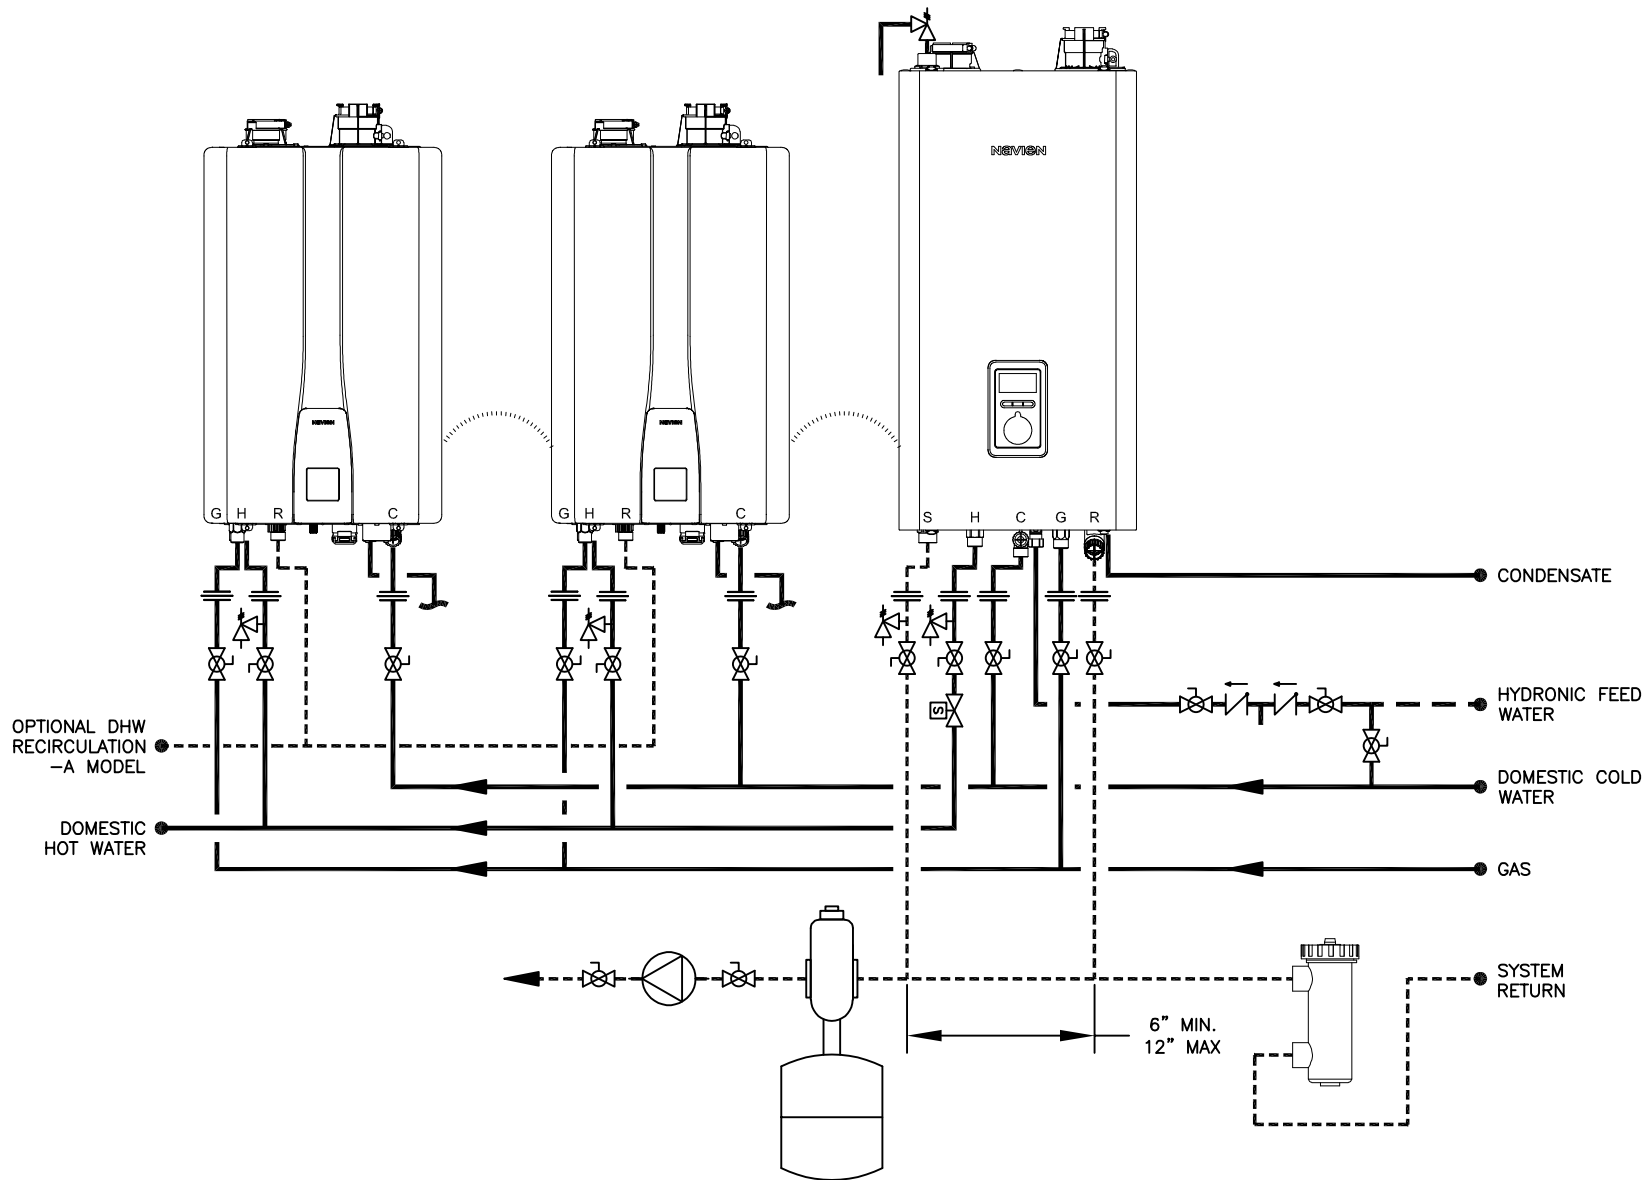 NAVIEN
NAVIEN
NAVIEN
G H R C
G H R C
S H C G R
CONDENSATE
S
HYDRONIC FEED
WATER
OPTIONAL DHW
RECIRCULATION
-A MODEL
DOMESTIC COLD
WATER
DOMESTIC
HOT WATER
GAS
SYSTEM
RETURN
6” MIN.
12” MAX